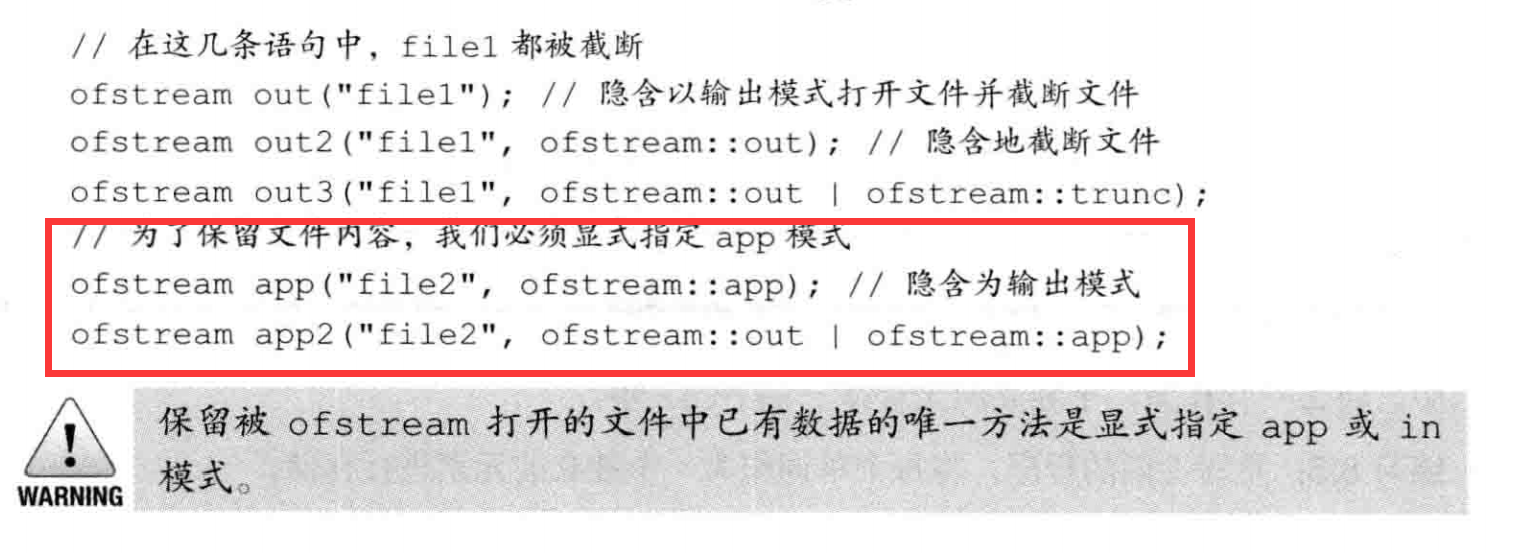 // 在这几条语句中，file1 都被截断
ofstream out("file1"); // 隐含以输出模式打开文件并截断文件
ofstream out2("file1", ofstream::out); // 隐含地截断文件
ofstream out3("file1", ofstream::out | ofstream::trunc);
// 为了保留文件内容，我们必须显式指定 app 模式
ofstream app("file2", ofstream::app); // 隐含为输出模式
ofstream app2("file2", ofstream::out | ofstream::app);
保留被 ofstream 打开的文件中已有数据的唯一方法是显式指定 app 或 in
模式。
WARNING